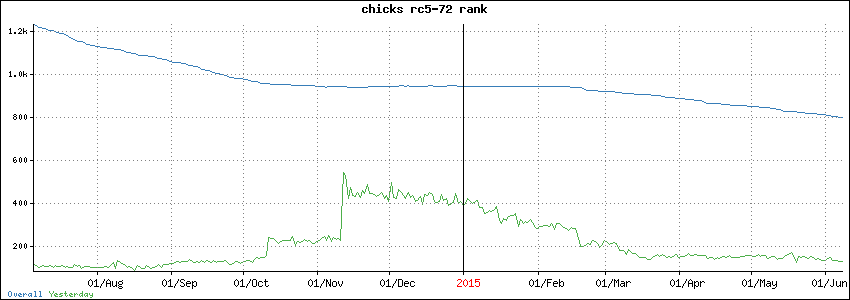 chicks rc5-72 rank
1.2k
1.0k
800
600
400
200
01/Aug 01/Sep 01/Oct 01/Nov 01/Dec 2015 01/Feb 01/Mar 01/Apr 01/May 01/Jun
Overall Yesterday